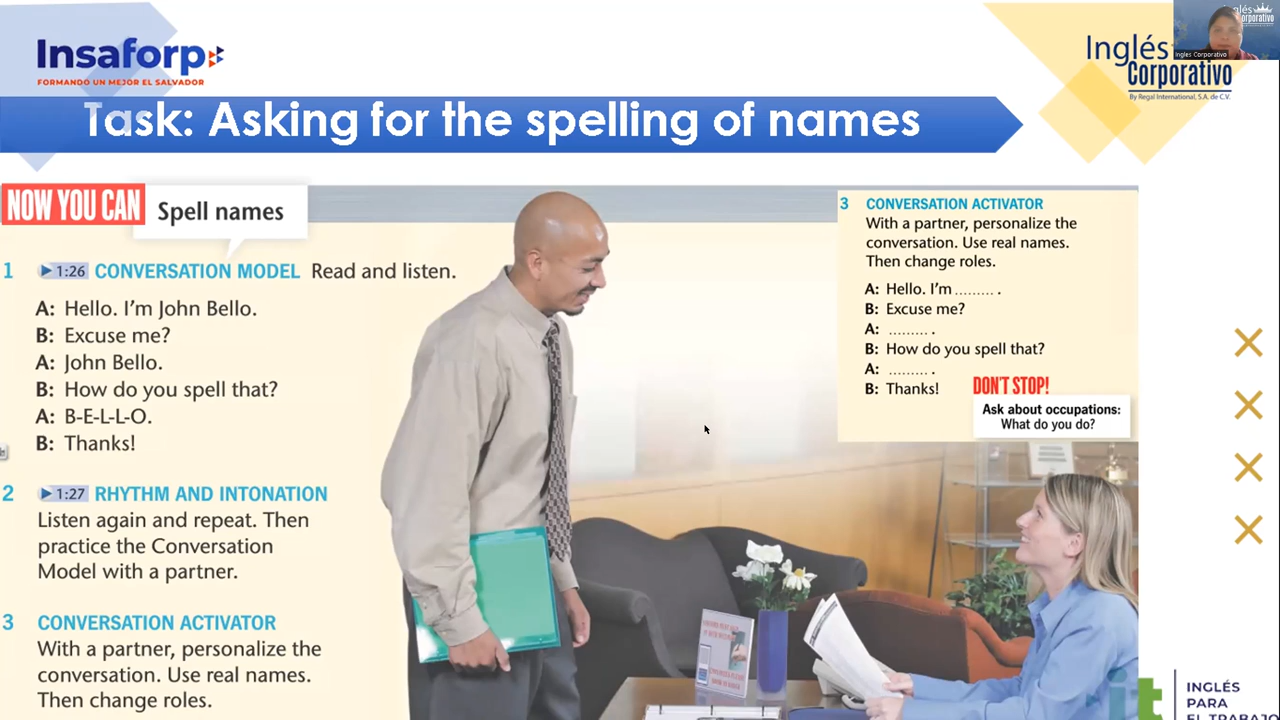 Insaforp
FORMANDO UN MEJOR EL SALVADOR
Inglés
Corporativo
By Regal International, S.A. de C.V.
Ingles Corporativo
Task: Asking for the spelling of names
NOW YOU CAN
Spell names
1 1:26 CONVERSATION MODEL Read and listen.
A: Hello. I'm John Bello.
B: Excuse me?
A: John Bello.
B: How do you spell that?
A: B-E-L-L-O.
B: Thanks!
2 1:27 RHYTHM AND INTONATION
Listen again and repeat. Then
practice the Conversation
Model with a partner.
3 CONVERSATION ACTIVATOR
With a partner, personalize the
conversation. Use real names.
Then change roles.
3 CONVERSATION ACTIVATOR
With a partner, personalize the
conversation. Use real names.
Then change roles.
A: Hello. I'm ......... .
B: Excuse me?
A: ......... .
B: How do you spell that?
A: ......... .
B: Thanks!
DON'T STOP!
Ask about occupations:
What do you do?
it
INGLÉS
PARA
EL TRABAJO